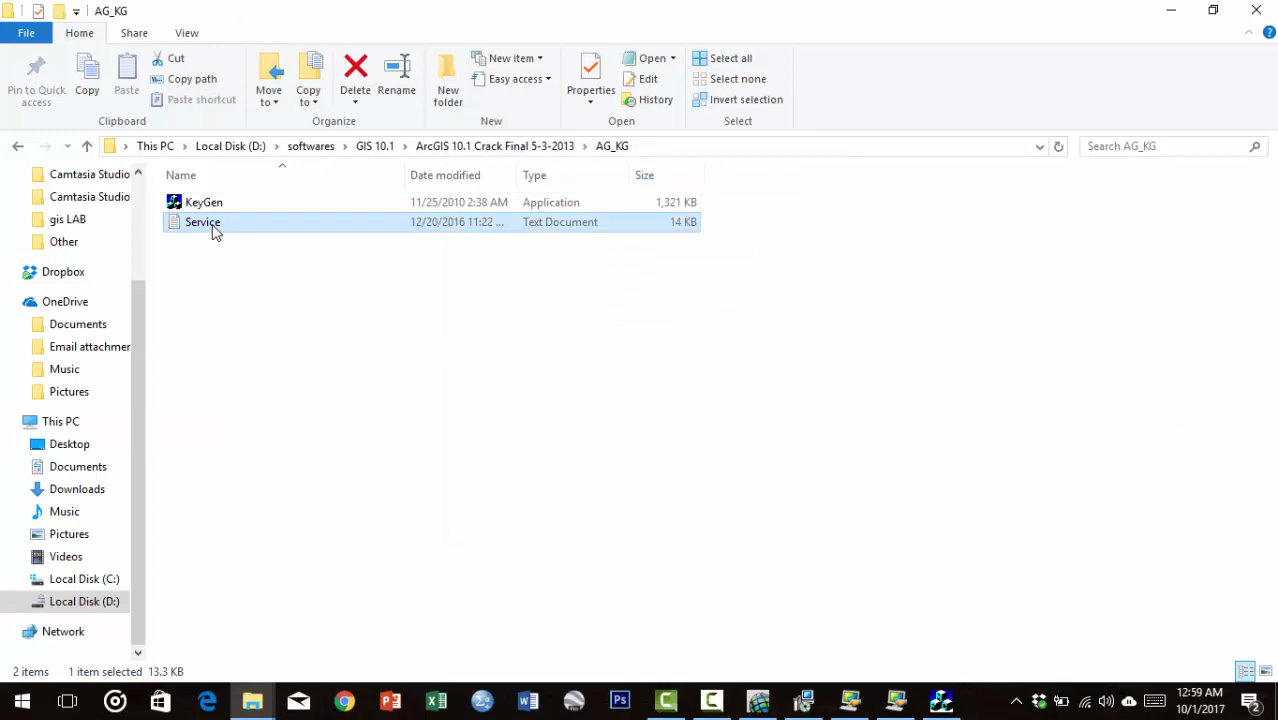 AG_KG
File Home Share View
Pin to Quick access
Copy
Paste
Cut
Copy path
Paste shortcut
Clipboard
Move to
Copy to
Delete
Rename
Organize
New folder
New item
Easy access
New
Properties
Open
Edit
History
Open
Select all
Select none
Invert selection
Select
This PC Local Disk (D:) softwares GIS 10.1 ArcGIS 10.1 Crack Final 5-3-2013 AG_KG
Search AG_KG
Name Date modified Type Size
KeyGen 11/25/2010 2:38 AM Application 1,321 KB
Service 12/20/2016 11:22 ... Text Document 14 KB
Camtasia Studio
Camtasia Studio
gis LAB
Other
Dropbox
OneDrive
Documents
Email attachmer
Music
Pictures
This PC
Desktop
Documents
Downloads
Music
Pictures
Videos
Local Disk (C:)
Local Disk (D:)
Network
2 items 1 item selected 13.3 KB
12:59 AM
10/1/2017
2